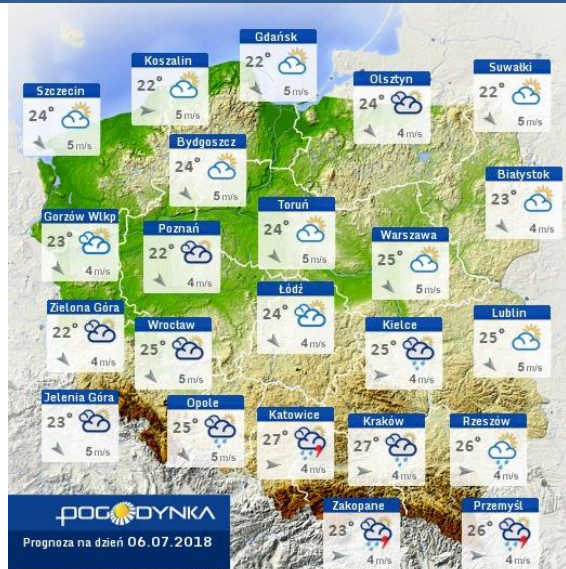 Gdańsk
22°
5 m/s
Koszalin
22°
5 m/s
Suwałki
22°
5 m/s
Olsztyn
24°
4 m/s
Szczecin
24°
5 m/s
Bydgoszcz
24°
5 m/s
Białystok
23°
4 m/s
Toruń
24°
5 m/s
Gorzów Wlkp
23°
4 m/s
Poznań
22°
4 m/s
Warszawa
25°
5 m/s
Łódź
24°
4 m/s
Zielona Góra
22°
4 m/s
Lublin
25°
5 m/s
Wrocław
25°
5 m/s
Kielce
25°
4 m/s
Jelenia Góra
23°
5 m/s
Opole
25°
5 m/s
Katowice
27°
4 m/s
Kraków
27°
4 m/s
Rzeszów
26°
4 m/s
Zakopane
23°
4 m/s
Przemyśl
26°
4 m/s
POGODYNKA
Prognoza na dzień 06.07.2018